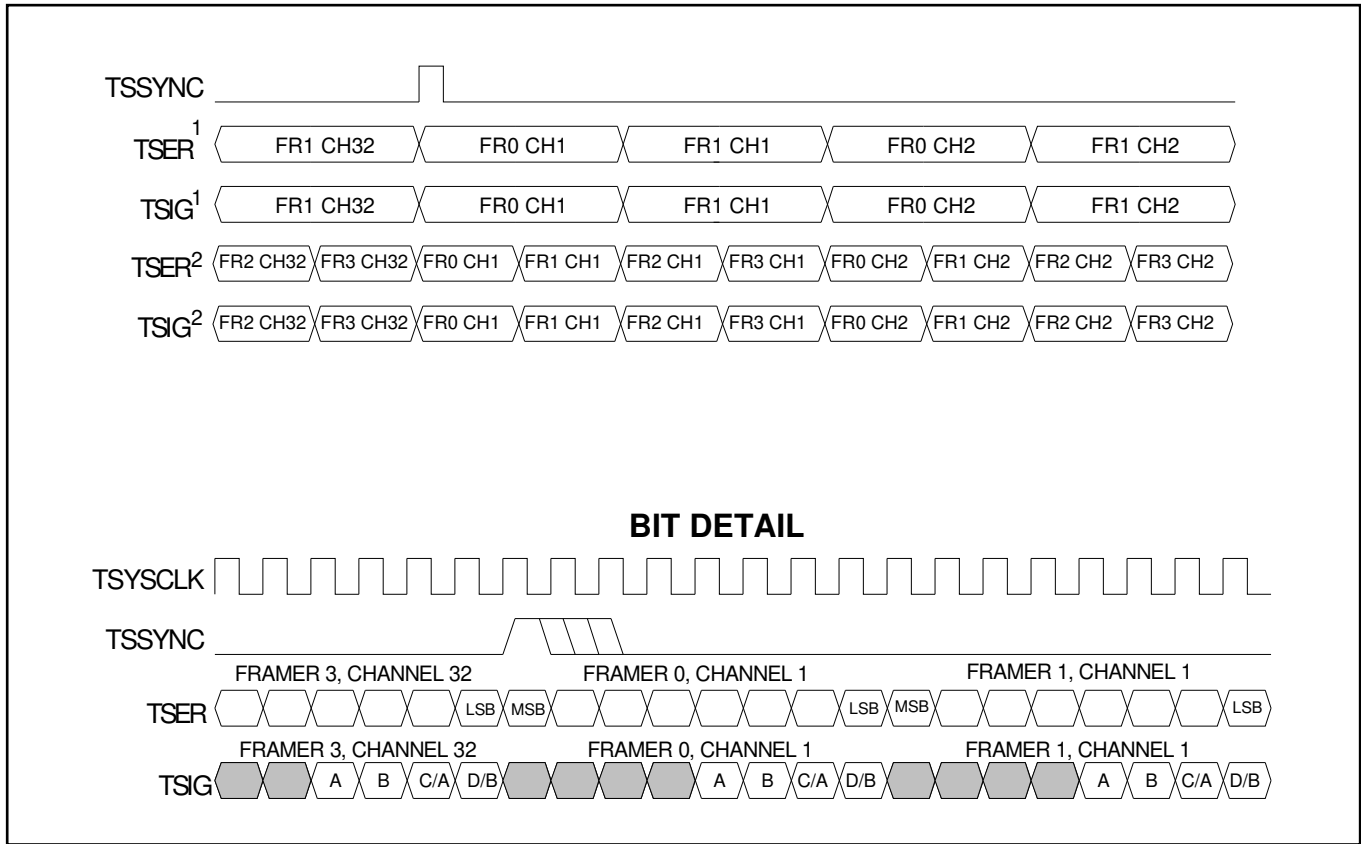 TSSYNC
TSER1 FR1 CH32 FR0 CH1 FR1 CH1 FR0 CH2 FR1 CH2
TSIG1 FR1 CH32 FR0 CH1 FR1 CH1 FR0 CH2 FR1 CH2
TSER2 FR2 CH32 FR3 CH32 FR0 CH1 FR1 CH1 FR2 CH1 FR3 CH1 FR0 CH2 FR1 CH2 FR2 CH2 FR3 CH2
TSIG2 FR2 CH32 FR3 CH32 FR0 CH1 FR1 CH1 FR2 CH1 FR3 CH1 FR0 CH2 FR1 CH2 FR2 CH2 FR3 CH2
BIT DETAIL
TSYSCLK
TSSYNC
FRAMER 3, CHANNEL 32 FRAMER 0, CHANNEL 1 FRAMER 1, CHANNEL 1
TSER LSB MSB LSB MSB LSB
FRAMER 3, CHANNEL 32 FRAMER 0, CHANNEL 1 FRAMER 1, CHANNEL 1
TSIG A B C/A D/B A B C/A D/B A B C/A D/B